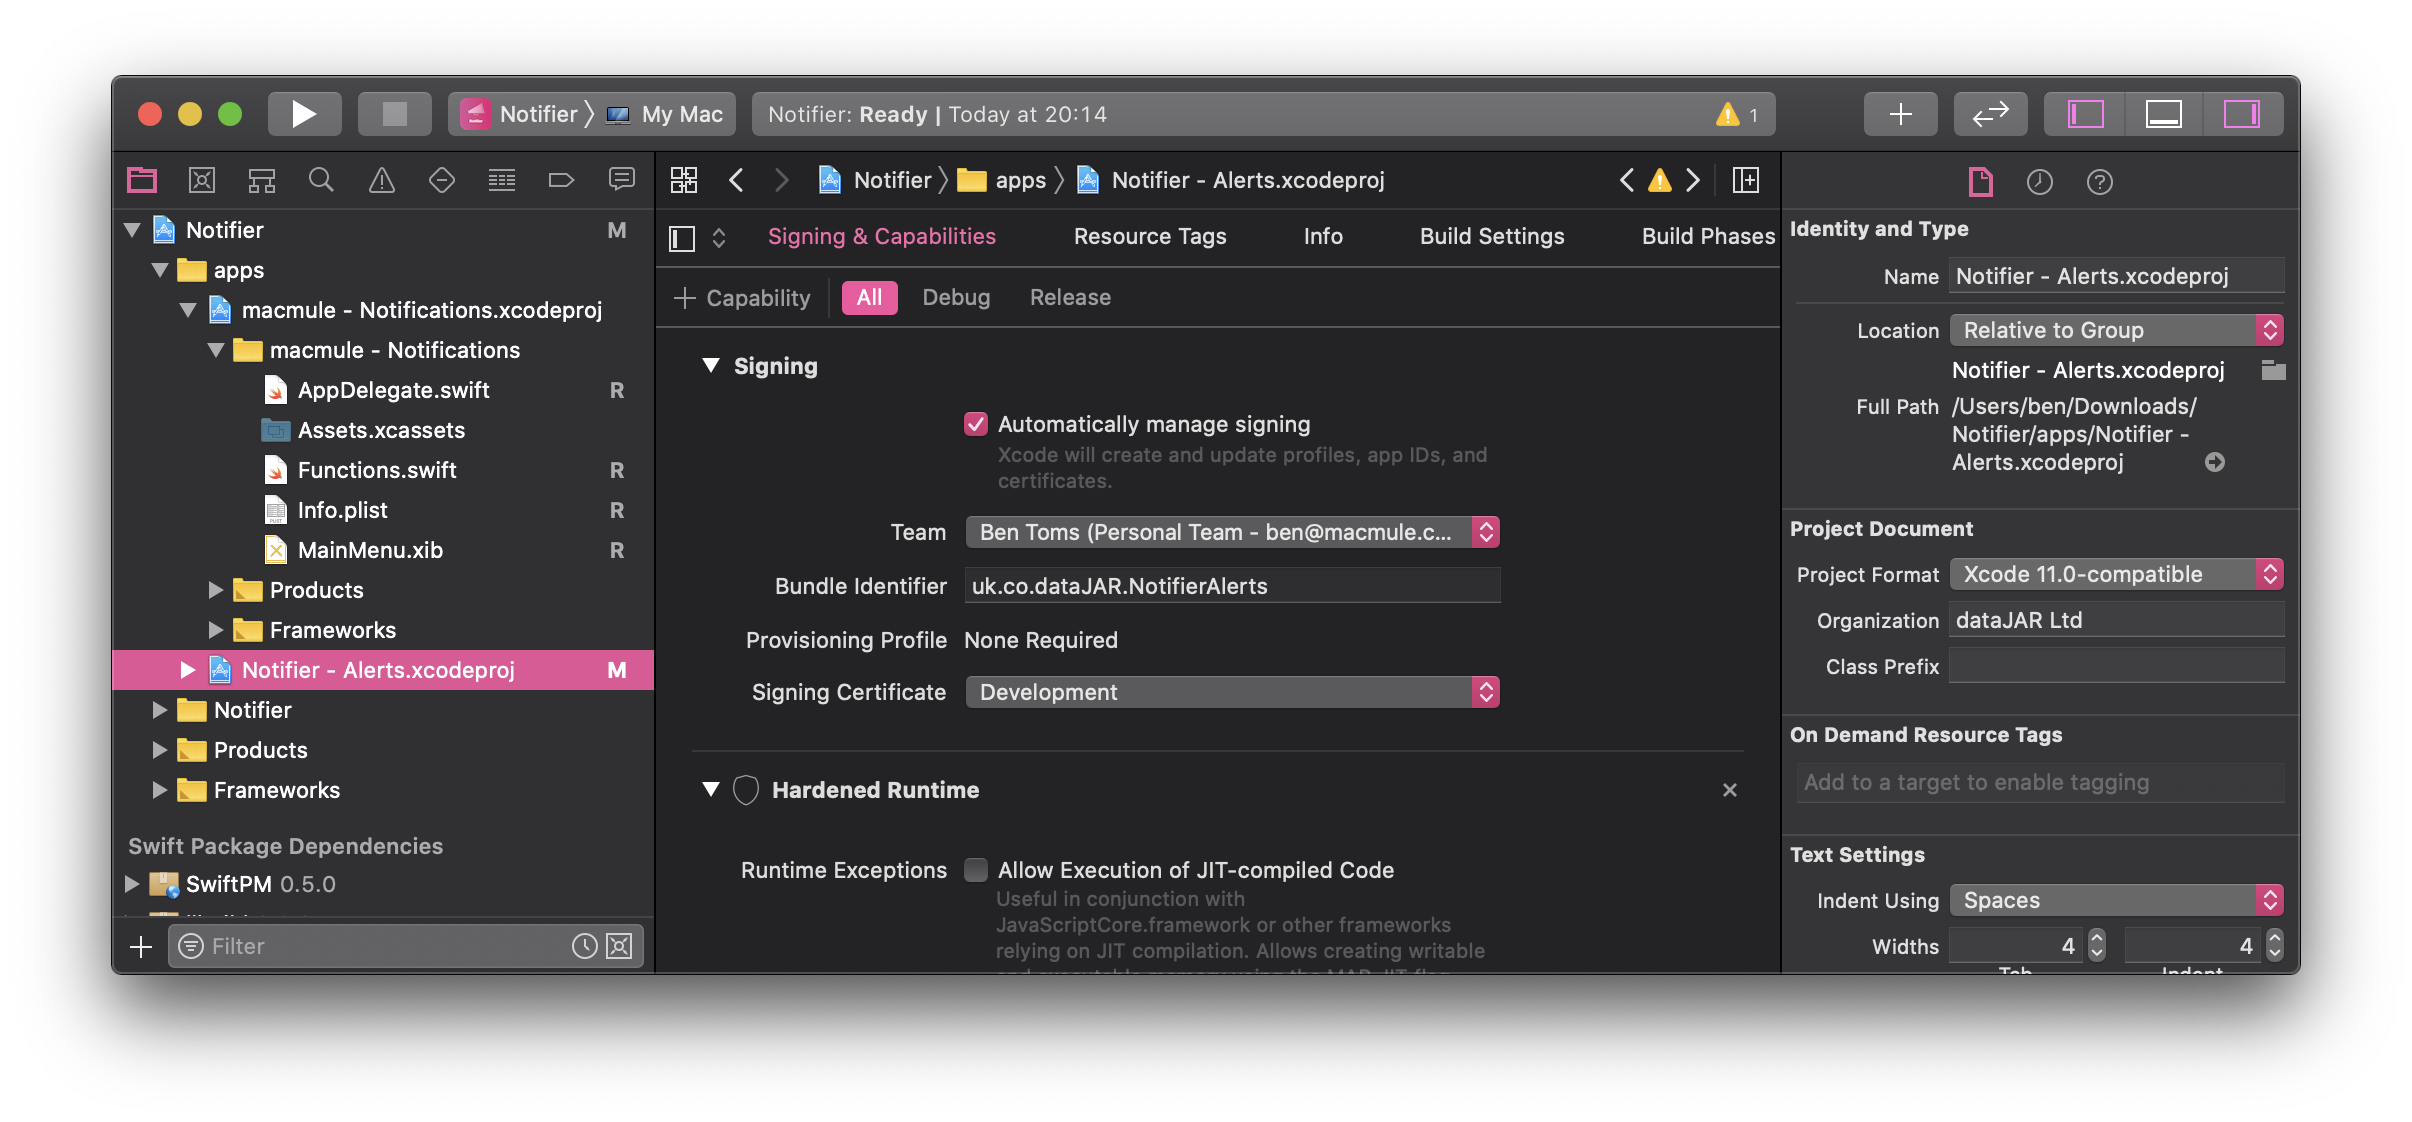 Notifier My Mac
Notifier: Ready | Today at 20:14
1
Notifier M
apps
macmule - Notifications.xcodeproj
macmule - Notifications
AppDelegate.swift R
Assets.xcassets
Functions.swift R
Info.plist R
MainMenu.xib R
Products
Frameworks
Notifier - Alerts.xcodeproj M
Notifier
Products
Frameworks
Swift Package Dependencies
SwiftPM 0.5.0
Filter
Notifier apps Notifier - Alerts.xcodeproj
Signing & Capabilities Resource Tags Info Build Settings Build Phases
Capability All Debug Release
Signing
Automatically manage signing
Xcode will create and update profiles, app IDs, and
certificates.
Team Ben Toms (Personal Team - ben@macmule.c...
Bundle Identifier uk.co.dataJAR.NotifierAlerts
Provisioning Profile None Required
Signing Certificate Development
Hardened Runtime
Runtime Exceptions Allow Execution of JIT-compiled Code
Useful in conjunction with
JavaScriptCore.framework or other frameworks
relying on JIT compilation. Allows creating writable
and executable memory using the MAP_JIT flag.
Identity and Type
Name Notifier - Alerts.xcodeproj
Location Relative to Group
Notifier - Alerts.xcodeproj
Full Path /Users/ben/Downloads/
Notifier/apps/Notifier -
Alerts.xcodeproj
Project Document
Project Format Xcode 11.0-compatible
Organization dataJAR Ltd
Class Prefix
On Demand Resource Tags
Add to a target to enable tagging
Text Settings
Indent Using Spaces
Widths 4 4
Tab Indent